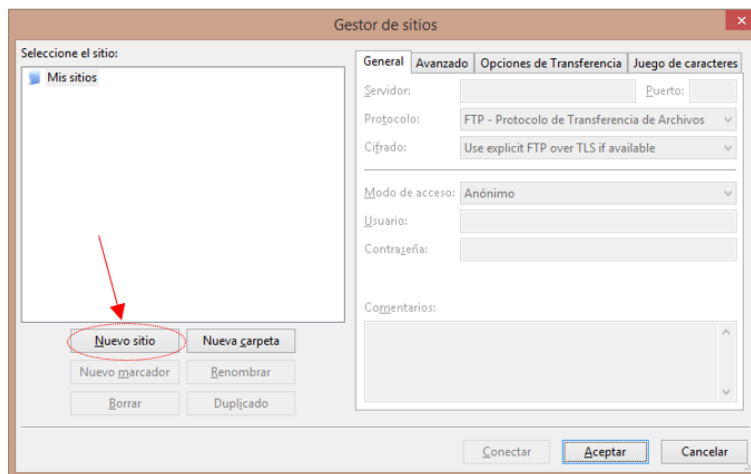 Gestor de sitios
x
Seleccione el sitio:
Mis sitios
Nuevo sitio
Nueva carpeta
Nuevo marcador
Renombrar
Borrar
Duplicado
General
Avanzado
Opciones de Transferencia
Juego de caracteres
Servidor:
Puerto:
Protocolo:
FTP - Protocolo de Transferencia de Archivos
Cifrado:
Use explicit FTP over TLS if available
Modo de acceso:
Anónimo
Usuario:
Contraseña:
Comentarios:
Conectar
Aceptar
Cancelar